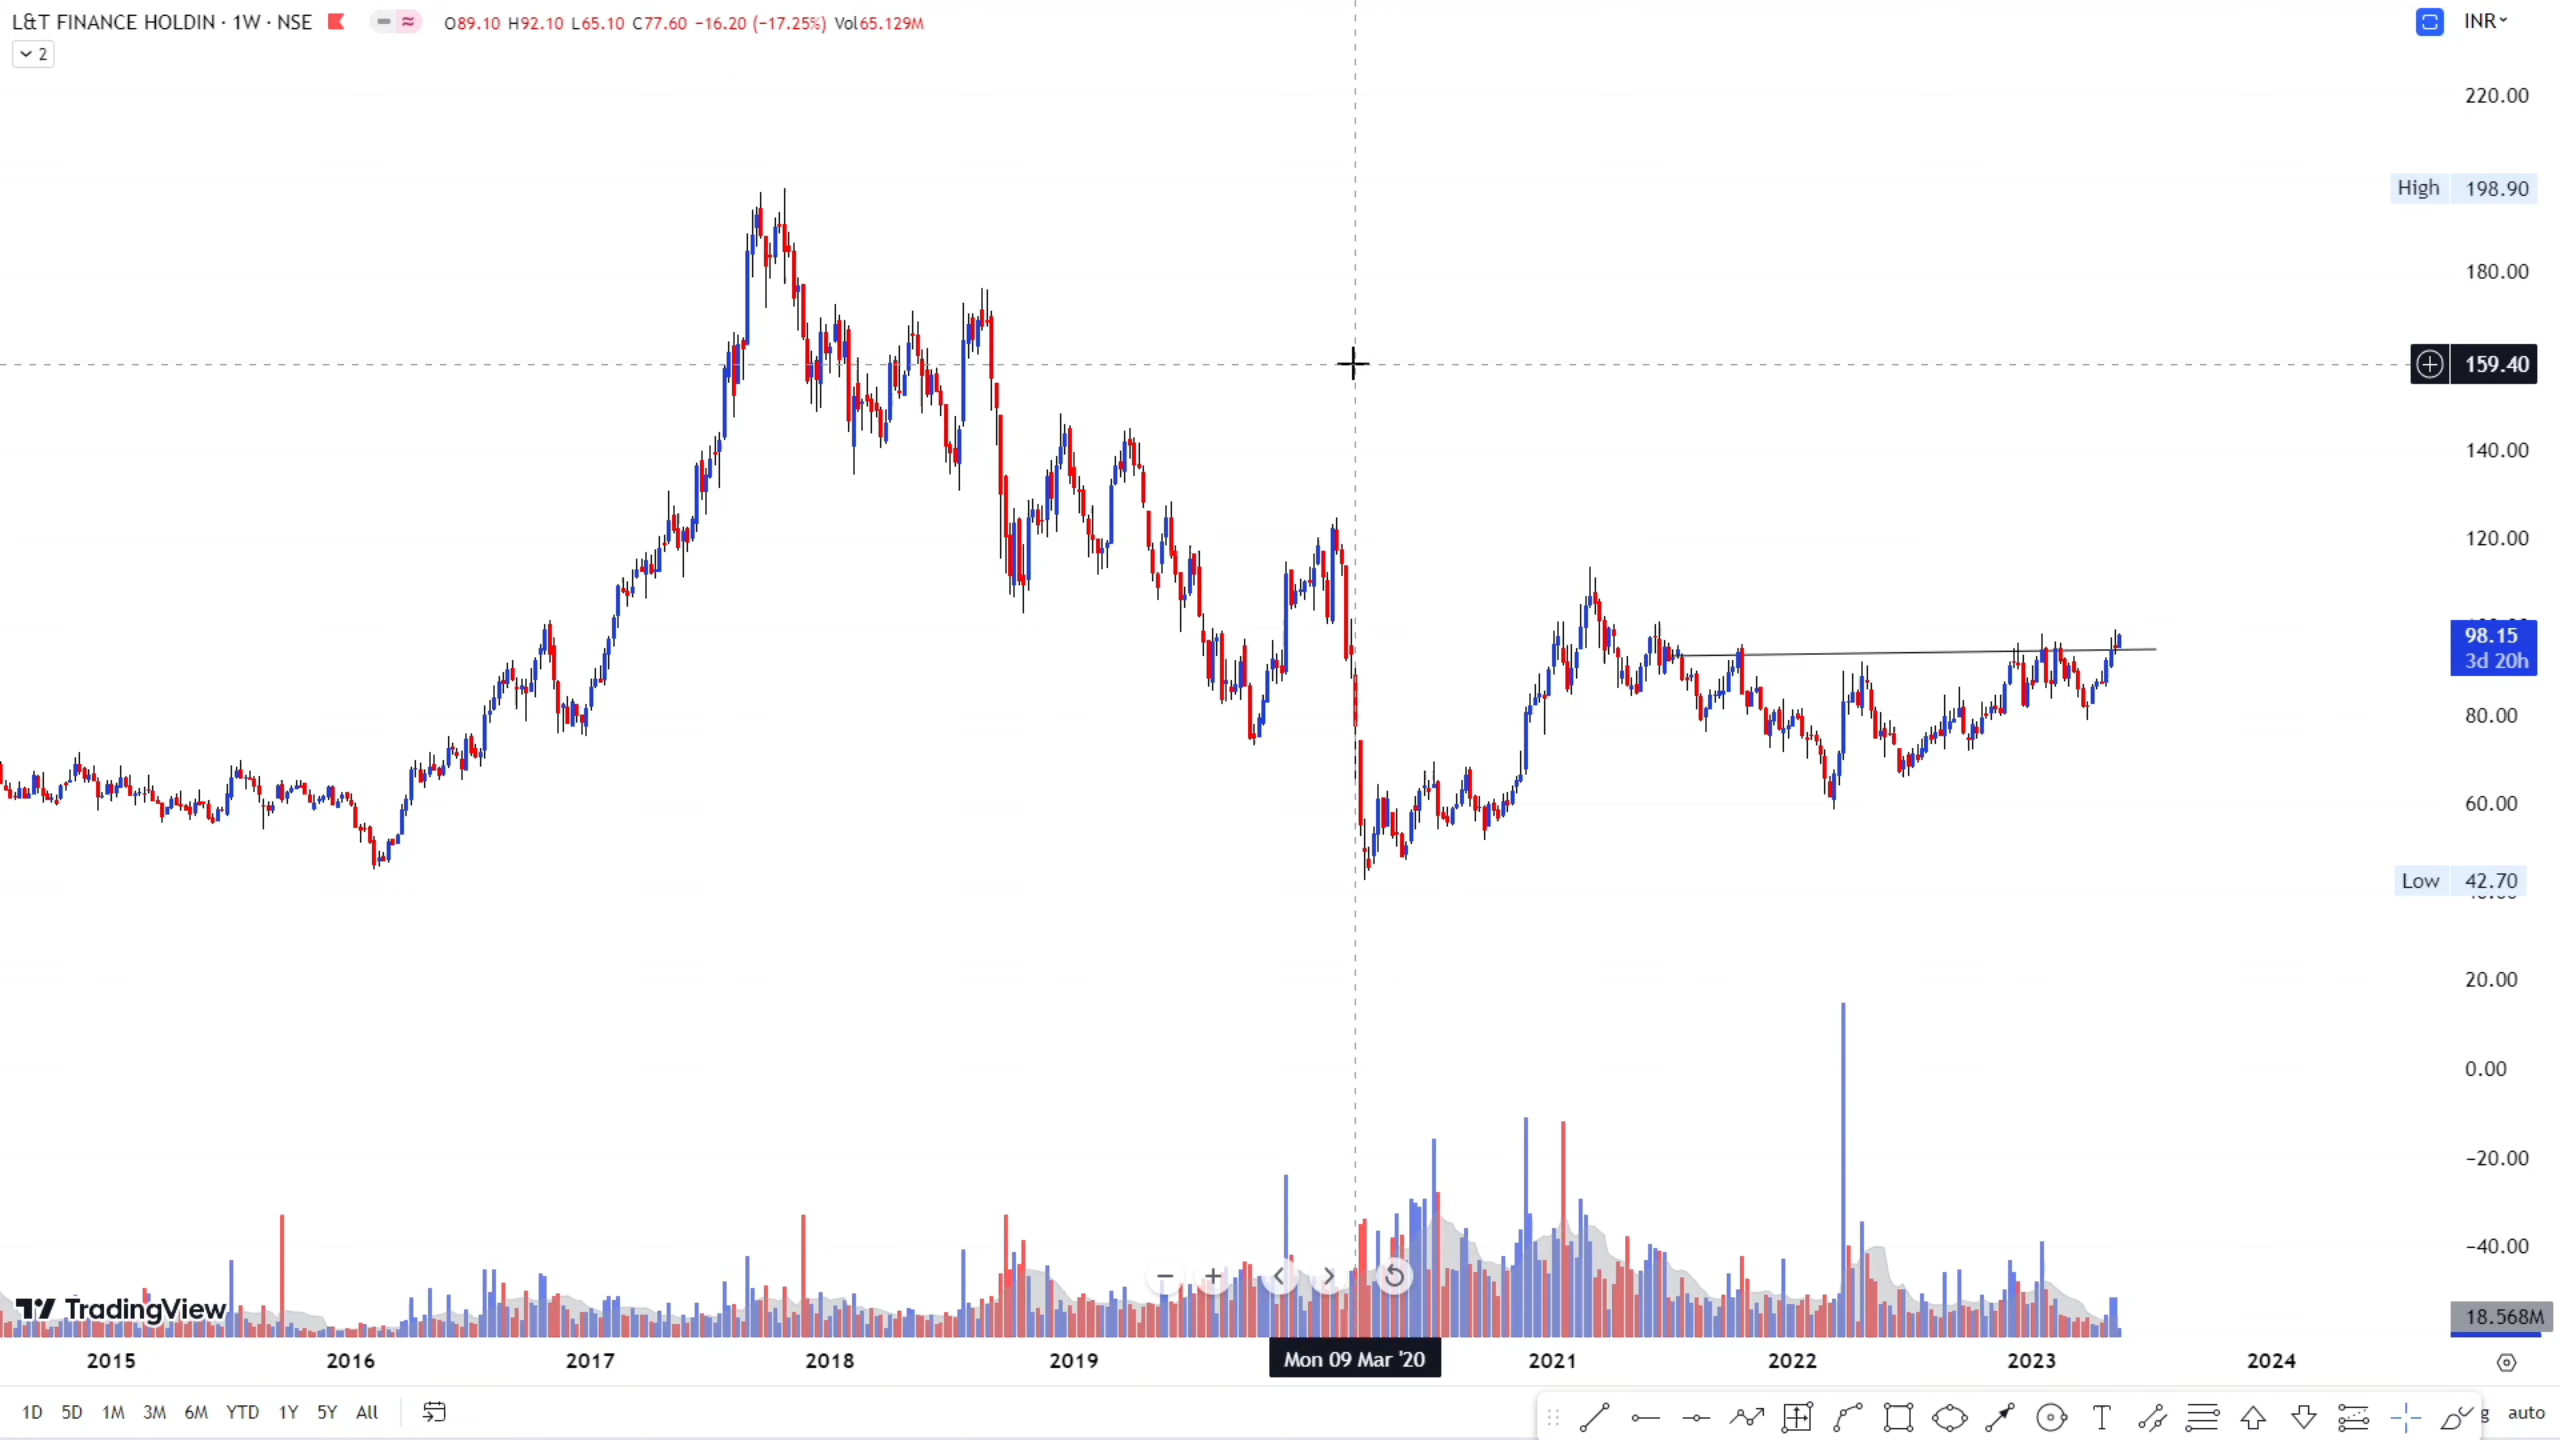 L&T FINANCE HOLDIN · 1W · NSE O89.10 H92.10 L65.10 C77.60 −16.20 (−17.25%) Vol65.129M
INR
2
220.00
High 198.90
180.00
159.40
140.00
120.00
98.15
3d 20h
80.00
60.00
Low 42.70
20.00
0.00
−20.00
−40.00
TradingView
18.568M
2015 2016 2017 2018 2019 Mon 09 Mar '20 2021 2022 2023 2024
1D 5D 1M 3M 6M YTD 1Y 5Y All
auto